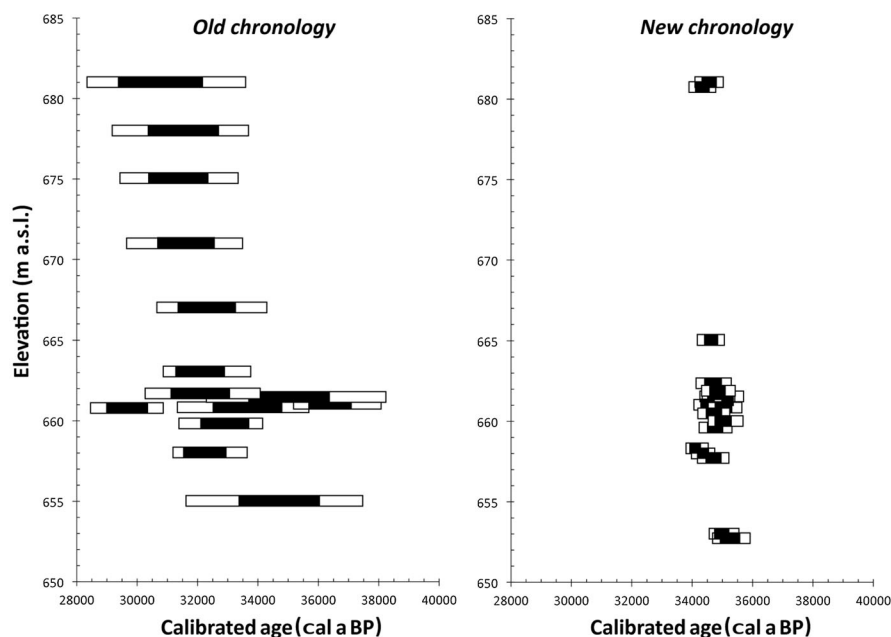 Old chronology
New chronology
Elevation (m a.s.l.)
685
680
675
670
665
660
655
650
28000 30000 32000 34000 36000 38000 40000
Calibrated age (cal a BP)
685
680
675
670
665
660
655
650
28000 30000 32000 34000 36000 38000 40000
Calibrated age (cal a BP)